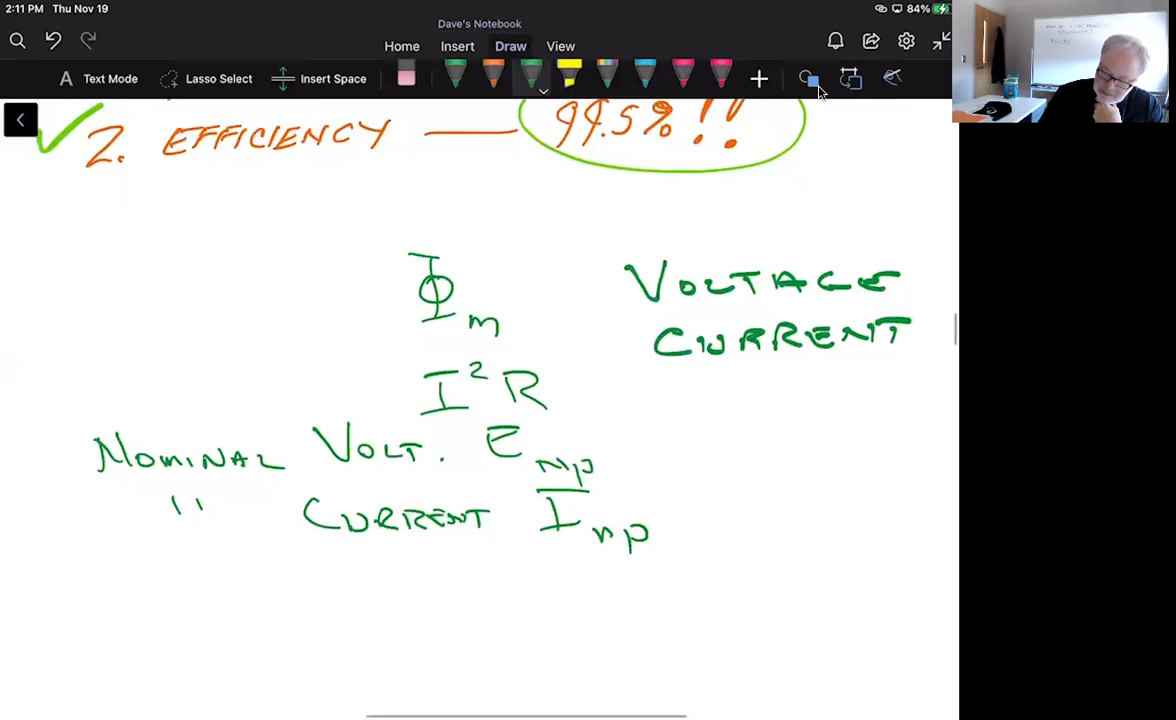 2:11 PM Thu Nov 19
84%
Dave's Notebook
Home Insert Draw View
Text Mode Lasso Select Insert Space
2. EFFICIENCY — 99.5%!!
Φm
VOLTAGE
CURRENT
I²R
NOMINAL VOLT. Enp
" CURRENT Inp